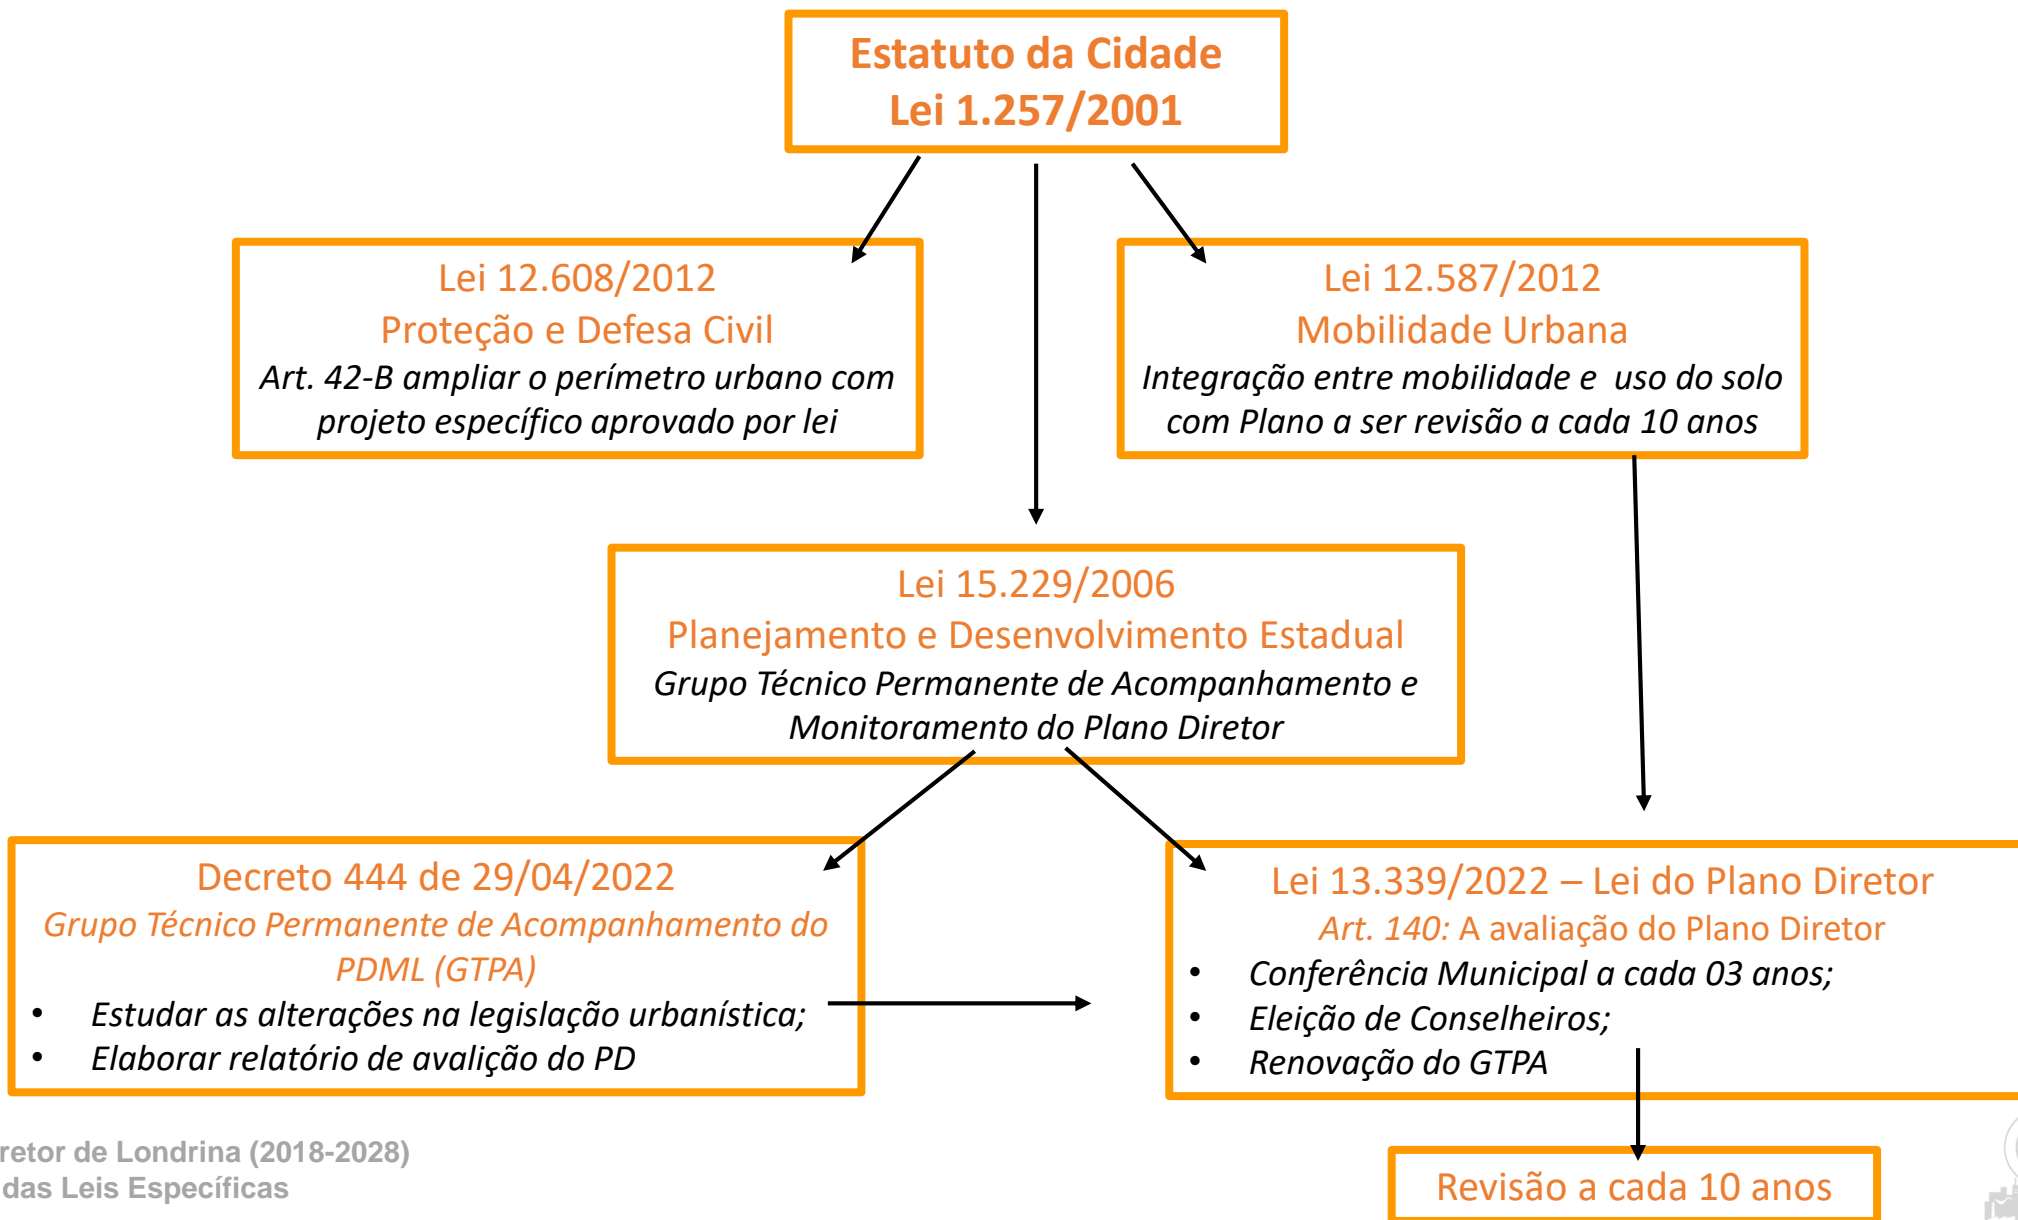 Estatuto da Cidade
Lei 1.257/2001
Lei 12.608/2012
Proteção e Defesa Civil
Art. 42-B ampliar o perímetro urbano com
projeto específico aprovado por lei
Lei 12.587/2012
Mobilidade Urbana
Integração entre mobilidade e uso do solo
com Plano a ser revisão a cada 10 anos
Lei 15.229/2006
Planejamento e Desenvolvimento Estadual
Grupo Técnico Permanente de Acompanhamento e
Monitoramento do Plano Diretor
Decreto 444 de 29/04/2022
Grupo Técnico Permanente de Acompanhamento do
PDML (GTPA)
• Estudar as alterações na legislação urbanística;
• Elaborar relatório de avalição do PD
Lei 13.339/2022 – Lei do Plano Diretor
Art. 140: A avaliação do Plano Diretor
• Conferência Municipal a cada 03 anos;
• Eleição de Conselheiros;
• Renovação do GTPA
Revisão a cada 10 anos
retor de Londrina (2018-2028)
das Leis Específicas